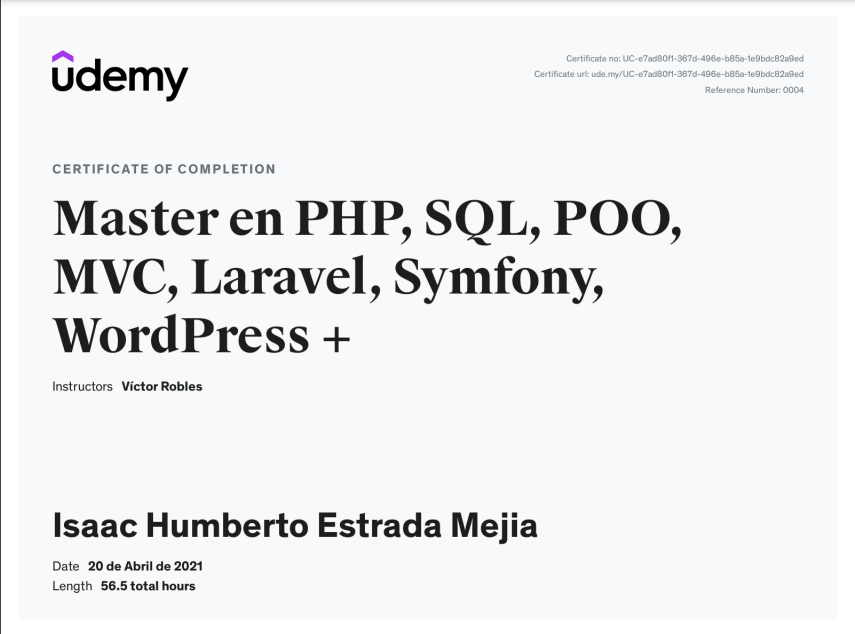 udemy
Certificate no: UC-e7ad80f1-367d-496e-b85a-1e9bdc82a9ed
Certificate url: ude.my/UC-e7ad80f1-367d-496e-b85a-1e9bdc82a9ed
Reference Number: 0004
CERTIFICATE OF COMPLETION
Master en PHP, SQL, POO,
MVC, Laravel, Symfony,
WordPress +
Instructors Víctor Robles
Isaac Humberto Estrada Mejia
Date 20 de Abril de 2021
Length 56.5 total hours